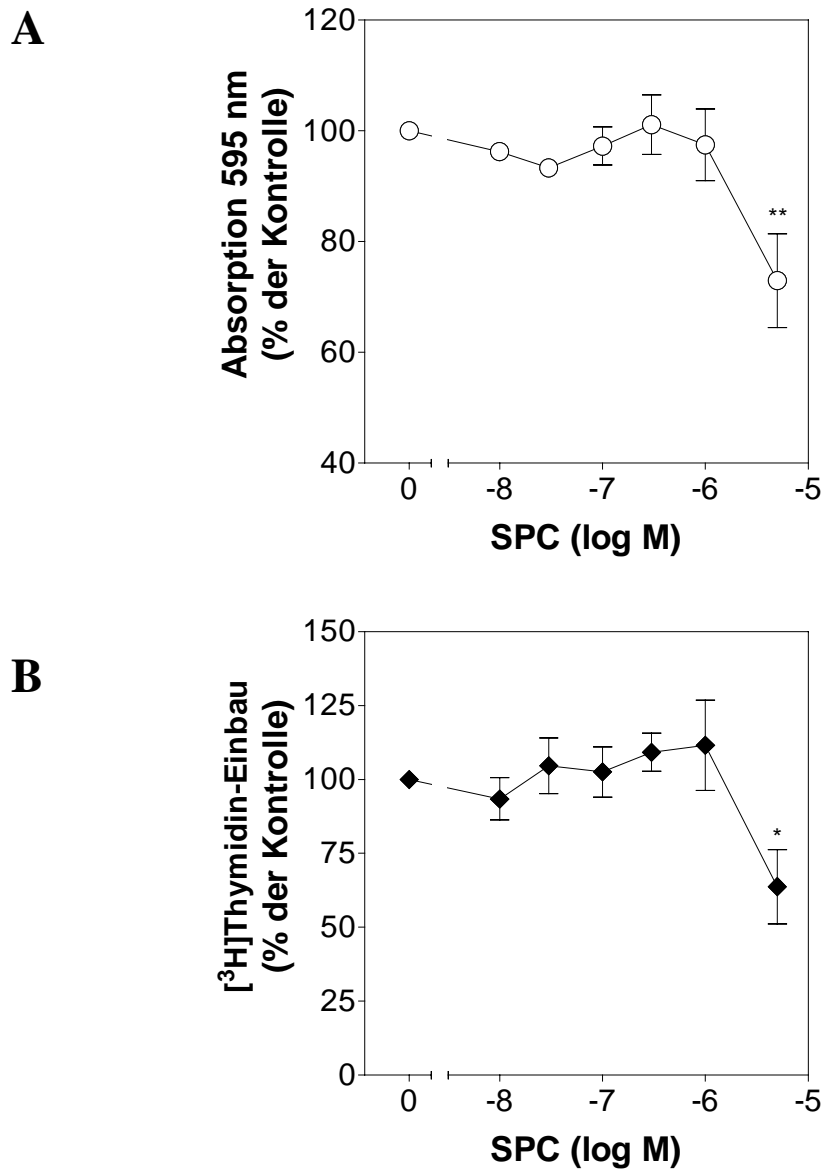 A
Absorption 595 nm
(% der Kontrolle)
120
100
80
60
40
**
0 -8 -7 -6 -5
SPC (log M)
B
[³H]Thymidin-Einbau
(% der Kontrolle)
150
125
100
75
50
25
0
*
0 -8 -7 -6 -5
SPC (log M)